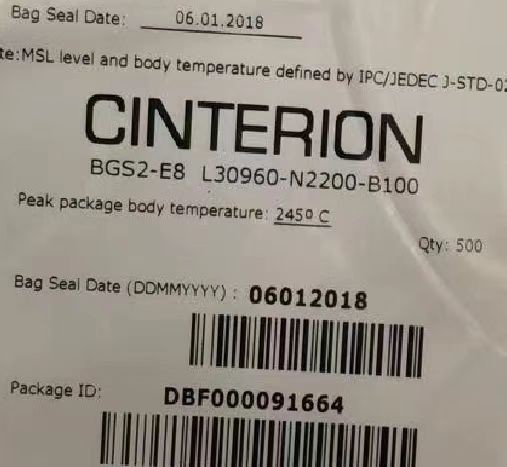 Bag Seal Date: 06.01.2018
te:MSL level and body temperature defined by IPC/JEDEC J-STD-02
CINTERION
BGS2-E8 L30960-N2200-B100
Peak package body temperature: 245º C
Qty: 500
Bag Seal Date (DDMMYYYY) : 06012018
Package ID: DBF000091664